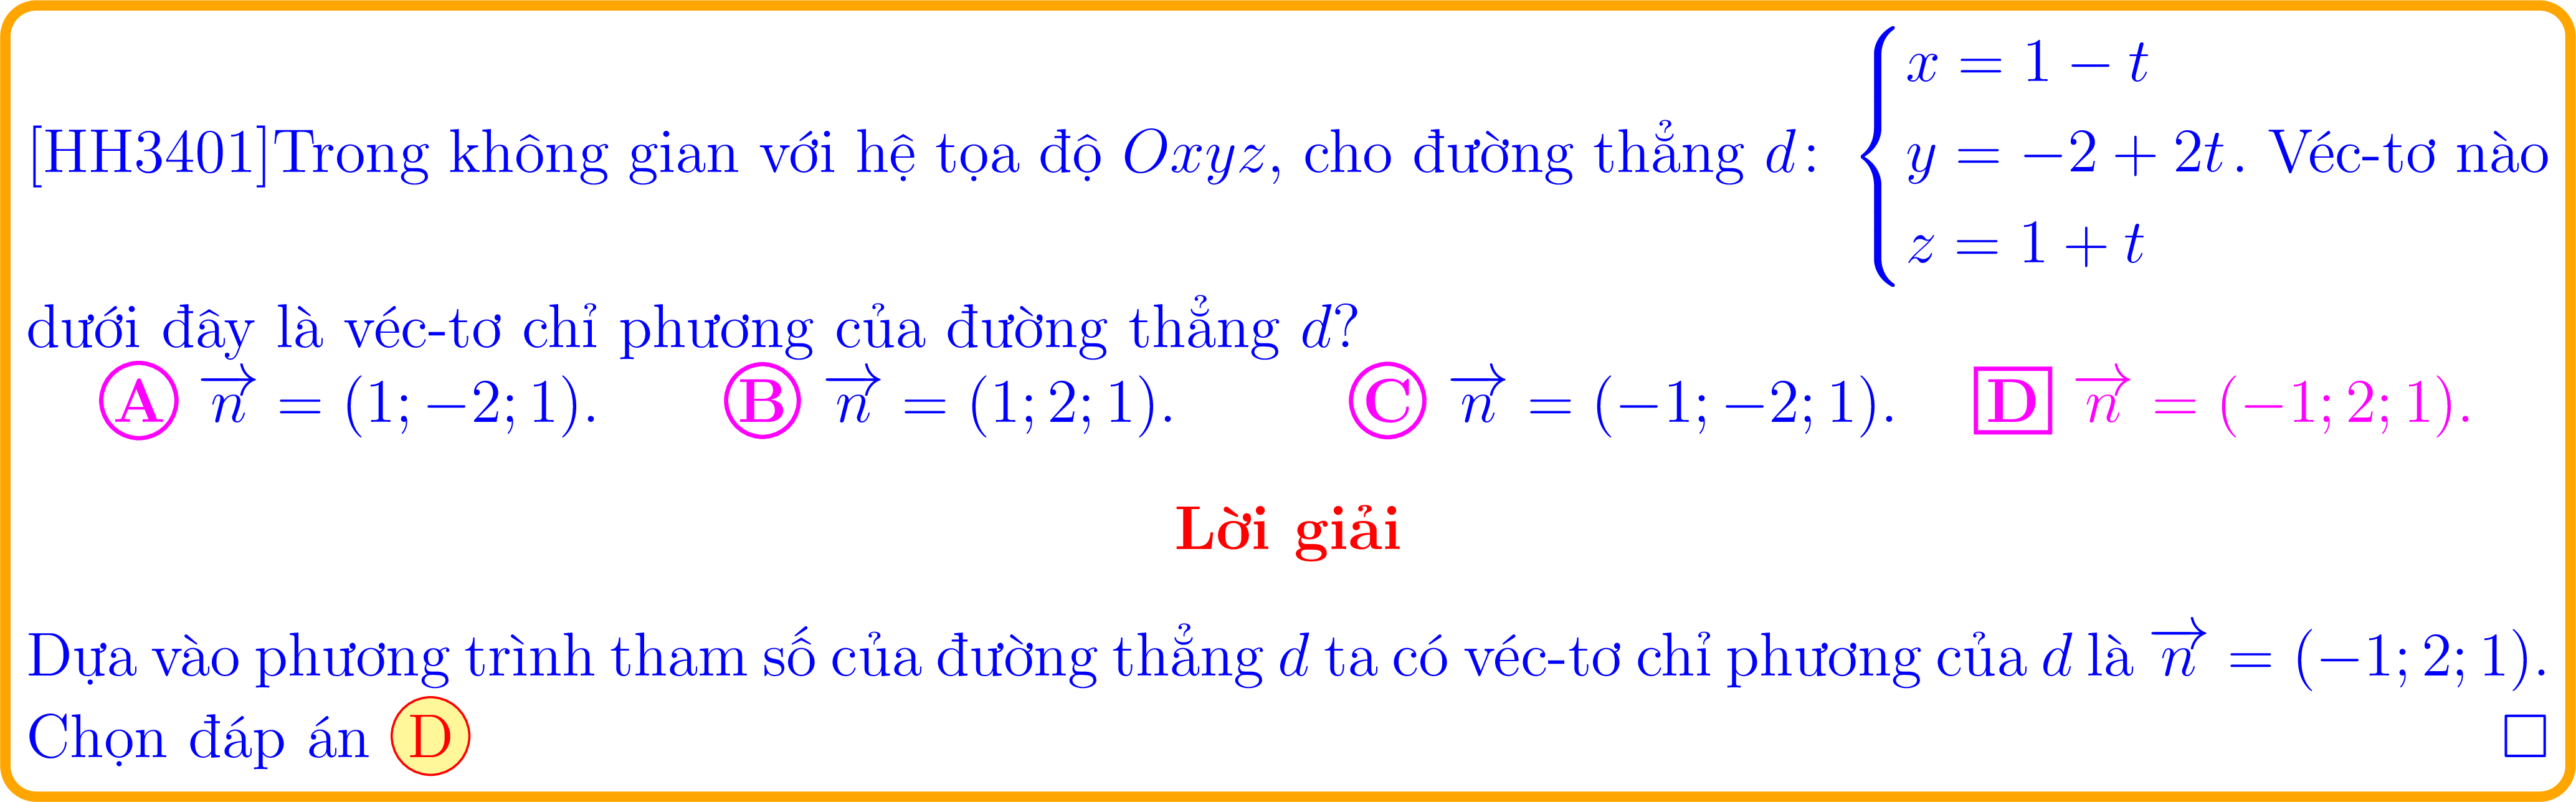 [HH3401]Trong không gian với hệ tọa độ $Oxyz$, cho đường thẳng $d\colon \begin{cases} x = 1 - t \\ y = -2 + 2t \\ z = 1 + t \end{cases}$. Véc-tơ nào
dưới đây là véc-tơ chỉ phương của đường thẳng $d$?
A $\overrightarrow{n} = (1; -2; 1)$. B $\overrightarrow{n} = (1; 2; 1)$. C $\overrightarrow{n} = (-1; -2; 1)$. D $\overrightarrow{n} = (-1; 2; 1)$.
Lời giải
Dựa vào phương trình tham số của đường thẳng $d$ ta có véc-tơ chỉ phương của $d$ là $\overrightarrow{n} = (-1; 2; 1)$.
Chọn đáp án D □